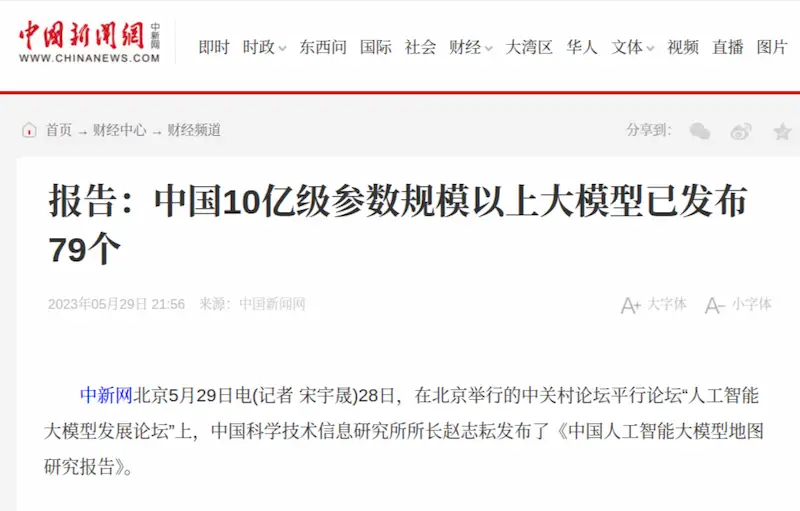 中國新聞網 中新网
WWW.CHINANEWS.COM
即时 时政 东西问 国际 社会 财经 大湾区 华人 文体 视频 直播 图片
首页 → 财经中心 → 财经频道 分享到：
报告：中国10亿级参数规模以上大模型已发布
79个
2023年05月29日 21:56 来源：中国新闻网 A+ 大字体 A- 小字体
中新网北京5月29日电(记者 宋宇晟)28日，在北京举行的中关村论坛平行论坛“人工智能
大模型发展论坛”上，中国科学技术信息研究所所长赵志耘发布了《中国人工智能大模型地图
研究报告》。